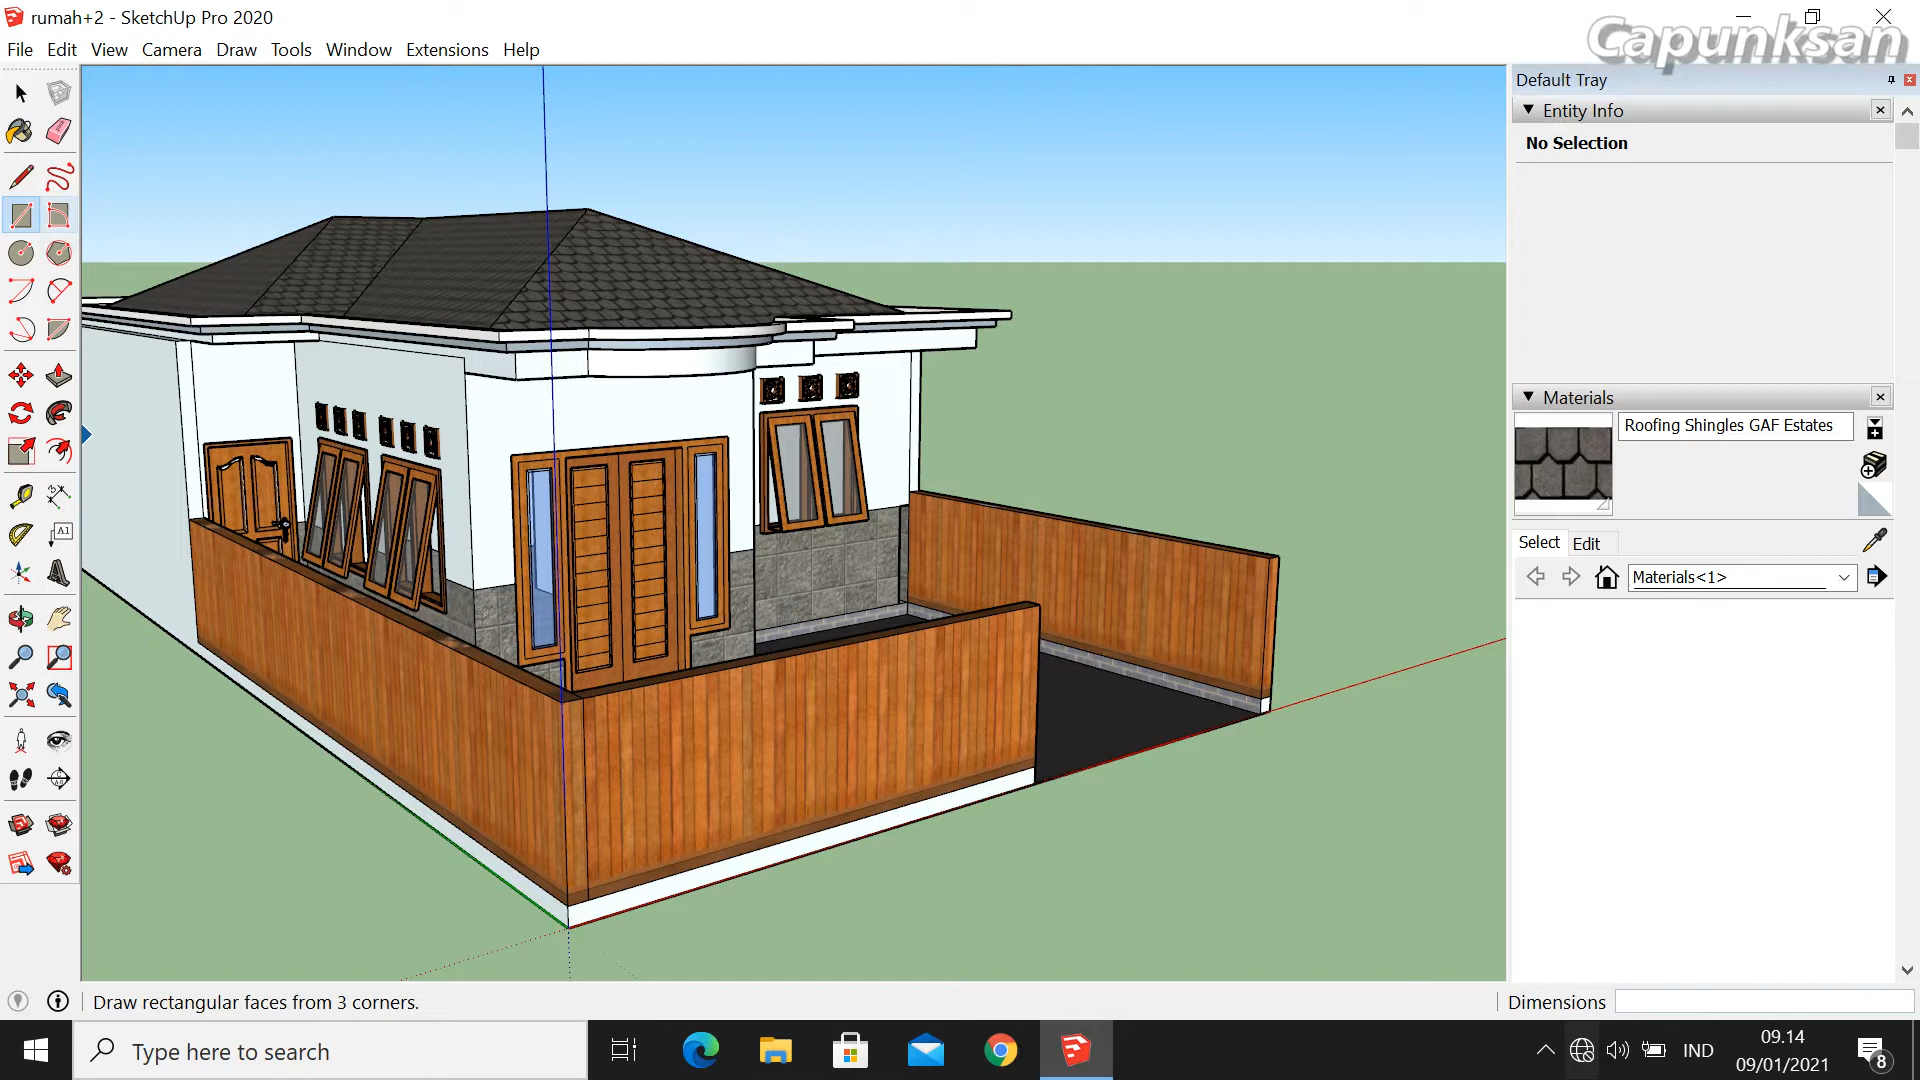 rumah+2 - SketchUp Pro 2020
Capunksan
File Edit View Camera Draw Tools Window Extensions Help
Default Tray
Entity Info
No Selection
Materials
Roofing Shingles GAF Estates
Select Edit
Materials<1>
A1
Draw rectangular faces from 3 corners.
Dimensions
Type here to search
IND
09.14
09/01/2021
8